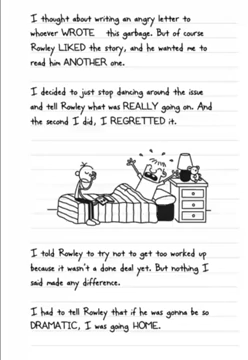 I thought about writing an angry letter to
whoever WROTE this garbage. But of course
Rowley LIKED the story, and he wanted me to
read him ANOTHER one.
I decided to just stop dancing around the issue
and tell Rowley what was REALLY going on. And
the second I did, I REGRETTED it.
I told Rowley to try not to get too worked up
because it wasn't a done deal yet. But nothing I
said made any difference.
I had to tell Rowley that if he was gonna be so
DRAMATIC, I was going HOME.